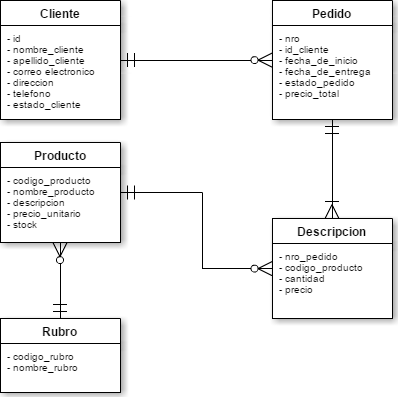 Cliente
- id
- nombre_cliente
- apellido_cliente
- correo electronico
- direccion
- telefono
- estado_cliente
Pedido
- nro
- id_cliente
- fecha_de_inicio
- fecha_de_entrega
- estado_pedido
- precio_total
Producto
- codigo_producto
- nombre_producto
- descripcion
- precio_unitario
- stock
Descripcion
- nro_pedido
- codigo_producto
- cantidad
- precio
Rubro
- codigo_rubro
- nombre_rubro